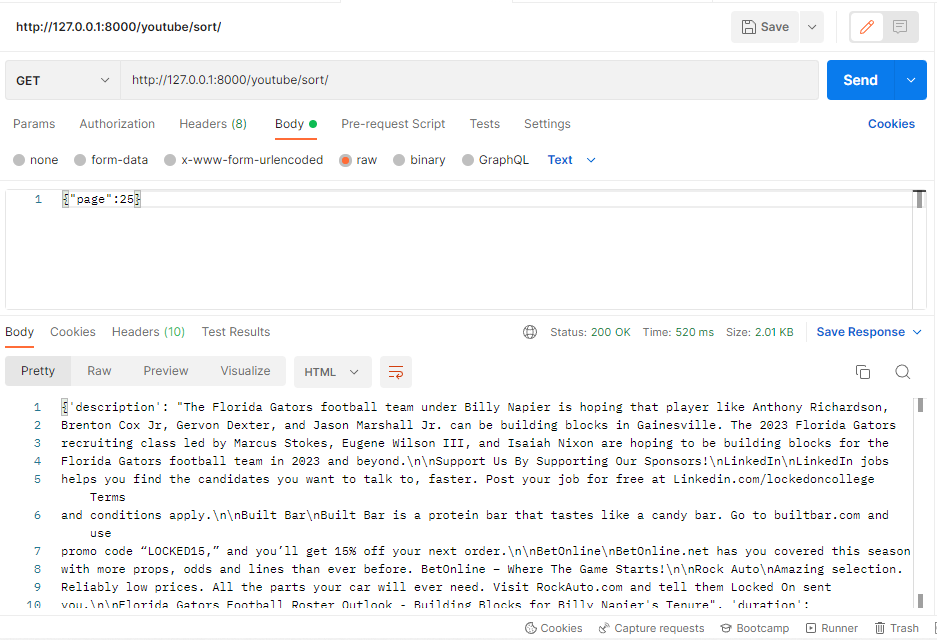 http://127.0.0.1:8000/youtube/sort/
Save
GET
http://127.0.0.1:8000/youtube/sort/
Send
Params Authorization Headers (8) Body Pre-request Script Tests Settings Cookies
none form-data x-www-form-urlencoded raw binary GraphQL Text
1 {"page":25}
Body Cookies Headers (10) Test Results Status: 200 OK Time: 520 ms Size: 2.01 KB Save Response
Pretty Raw Preview Visualize HTML
1 {'description': "The Florida Gators football team under Billy Napier is hoping that player like Anthony Richardson,
2 Brenton Cox Jr, Gervon Dexter, and Jason Marshall Jr. can be building blocks in Gainesville. The 2023 Florida Gators
3 recruiting class led by Marcus Stokes, Eugene Wilson III, and Isaiah Nixon are hoping to be building blocks for the
4 Florida Gators football team in 2023 and beyond.\n\nSupport Us By Supporting Our Sponsors!\nLinkedIn\nLinkedIn jobs
5 helps you find the candidates you want to talk to, faster. Post your job for free at Linkedin.com/lockedoncollege
Terms
6 and conditions apply.\n\nBuilt Bar\nBuilt Bar is a protein bar that tastes like a candy bar. Go to builtbar.com and
use
7 promo code “LOCKED15,” and you’ll get 15% off your next order.\n\nBetOnline\nBetOnline.net has you covered this season
8 with more props, odds and lines than ever before. BetOnline – Where The Game Starts!\n\nRock Auto\nAmazing selection.
9 Reliably low prices. All the parts your car will ever need. Visit RockAuto.com and tell them Locked On sent
10 you.\n\nFlorida Gators Football Roster Outlook - Building Blocks for Billy Napier's Tenure", 'duration':
Cookies Capture requests Bootcamp Runner Trash